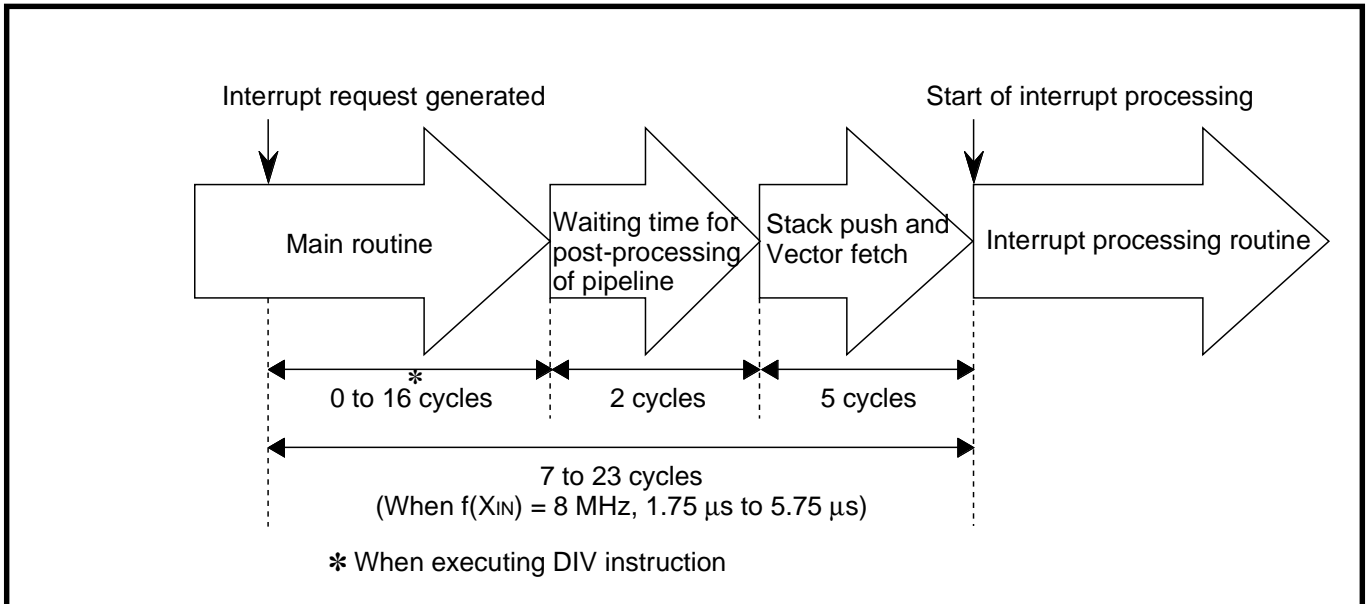 Interrupt request generated
Start of interrupt processing
Main routine
Waiting time for
post-processing
of pipeline
Stack push and
Vector fetch
Interrupt processing routine
0 to 16 cycles
*
2 cycles
5 cycles
7 to 23 cycles
(When f(XIN) = 8 MHz, 1.75 μs to 5.75 μs)
* When executing DIV instruction